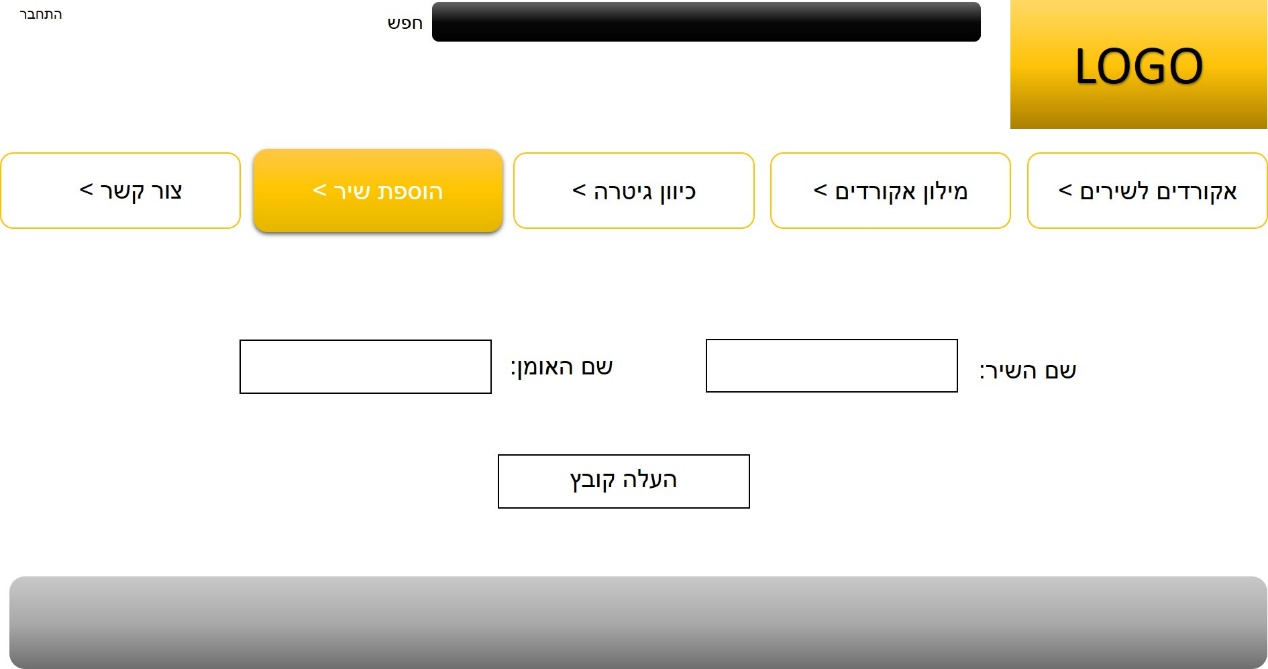 LOGO
חפש
התחבר
אקורדים לשירים >
מילון אקורדים >
כיוון גיטרה >
הוספת שיר >
צור קשר >
שם השיר:
שם האומן:
העלה קובץ